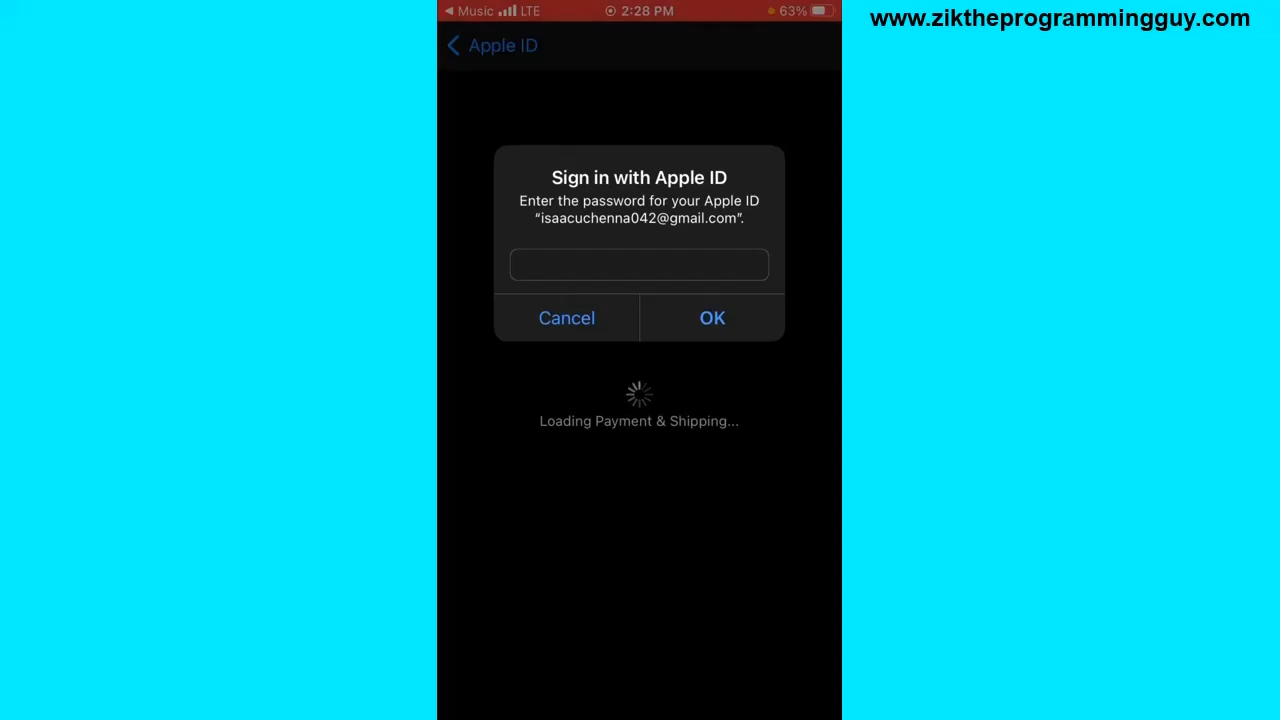 ◀ Music LTE 2:28 PM 63%
www.ziktheprogrammingguy.com
Apple ID
Sign in with Apple ID
Enter the password for your Apple ID
“isaacuchenna042@gmail.com”.
Cancel OK
Loading Payment & Shipping...